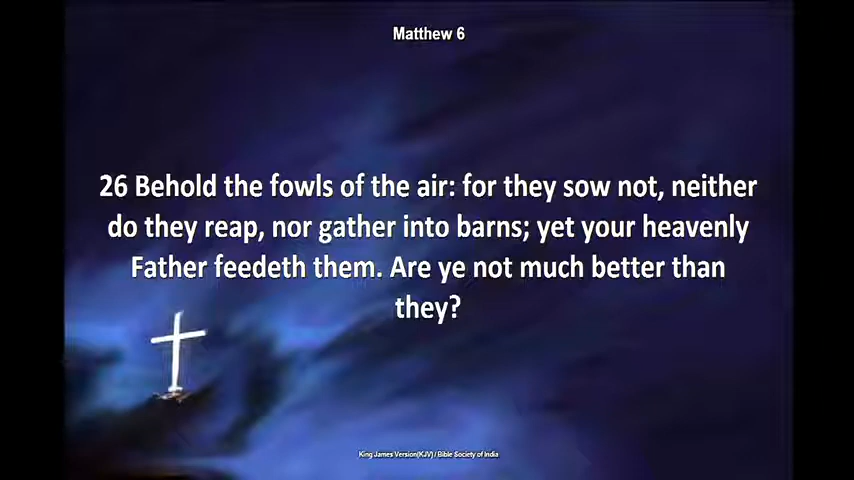 Matthew 6
26 Behold the fowls of the air: for they sow not, neither
do they reap, nor gather into barns; yet your heavenly
Father feedeth them. Are ye not much better than
they?
King James Version(KJV) / Bible Society of India